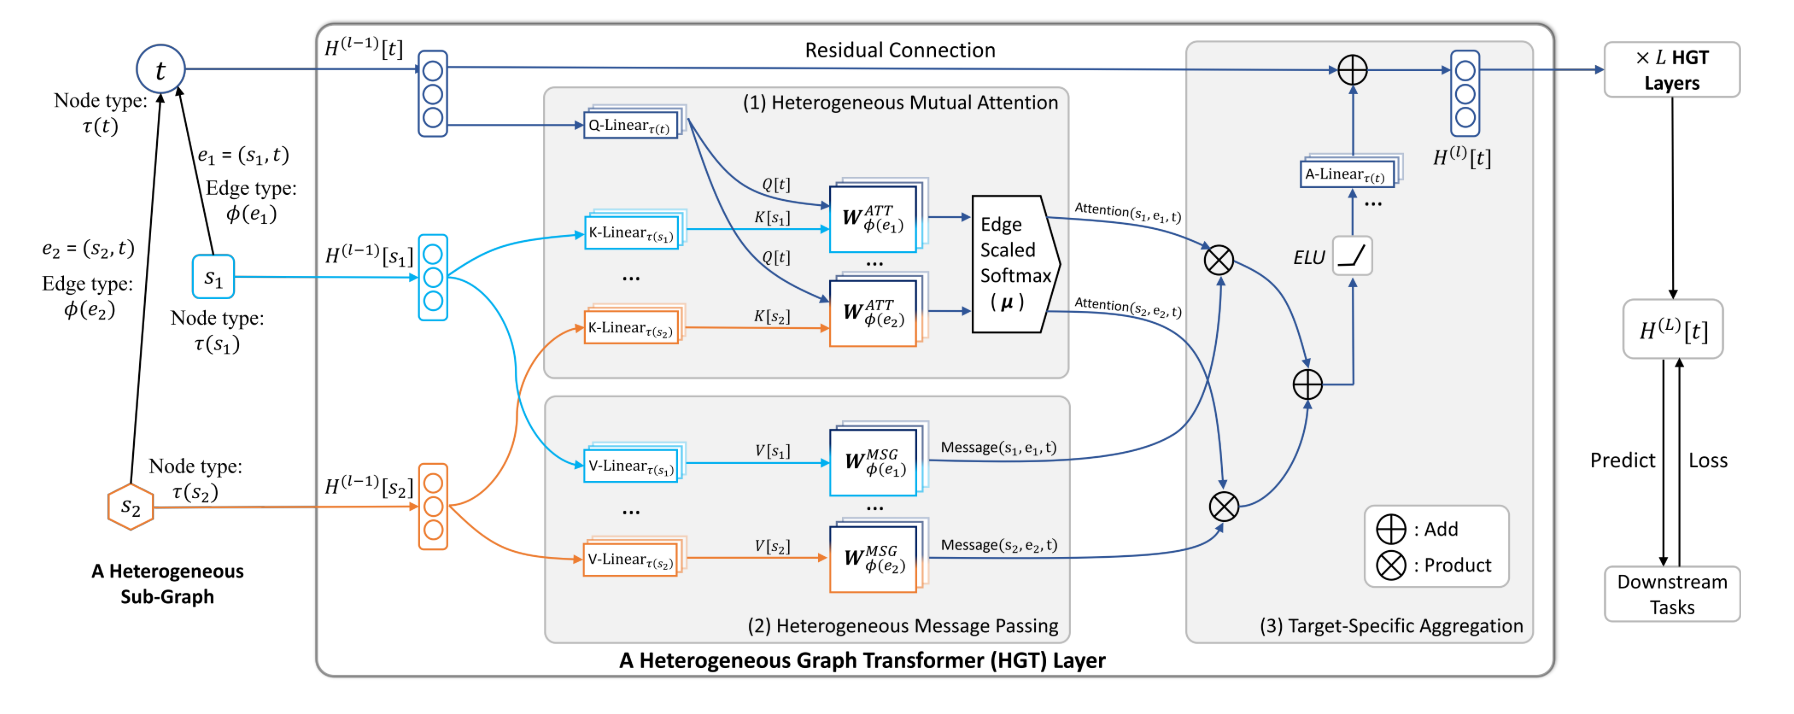 t
Node type:
τ(t)
e₁ = (s₁, t)
Edge type:
ϕ(e₁)
e₂ = (s₂, t)
Edge type:
ϕ(e₂)
s₁
Node type:
τ(s₁)
Node type:
τ(s₂)
s₂
A Heterogeneous
Sub-Graph
H⁽ˡ⁻¹⁾[t]
H⁽ˡ⁻¹⁾[s₁]
H⁽ˡ⁻¹⁾[s₂]
Residual Connection
(1) Heterogeneous Mutual Attention
Q-Linear_τ(t)
Q[t]
K-Linear_τ(s₁)
K[s₁]
Q[t]
...
K-Linear_τ(s₂)
K[s₂]
W^ATT_ϕ(e₁)
...
W^ATT_ϕ(e₂)
Edge
Scaled
Softmax
(μ)
Attention(s₁, e₁, t)
Attention(s₂, e₂, t)
V-Linear_τ(s₁)
V[s₁]
W^MSG_ϕ(e₁)
Message(s₁, e₁, t)
...
...
V-Linear_τ(s₂)
V[s₂]
W^MSG_ϕ(e₂)
Message(s₂, e₂, t)
(2) Heterogeneous Message Passing
A-Linear_τ(t)
...
ELU
H⁽ˡ⁾[t]
: Add
: Product
(3) Target-Specific Aggregation
A Heterogeneous Graph Transformer (HGT) Layer
× L HGT
Layers
H⁽ᴸ⁾[t]
Predict
Loss
Downstream
Tasks